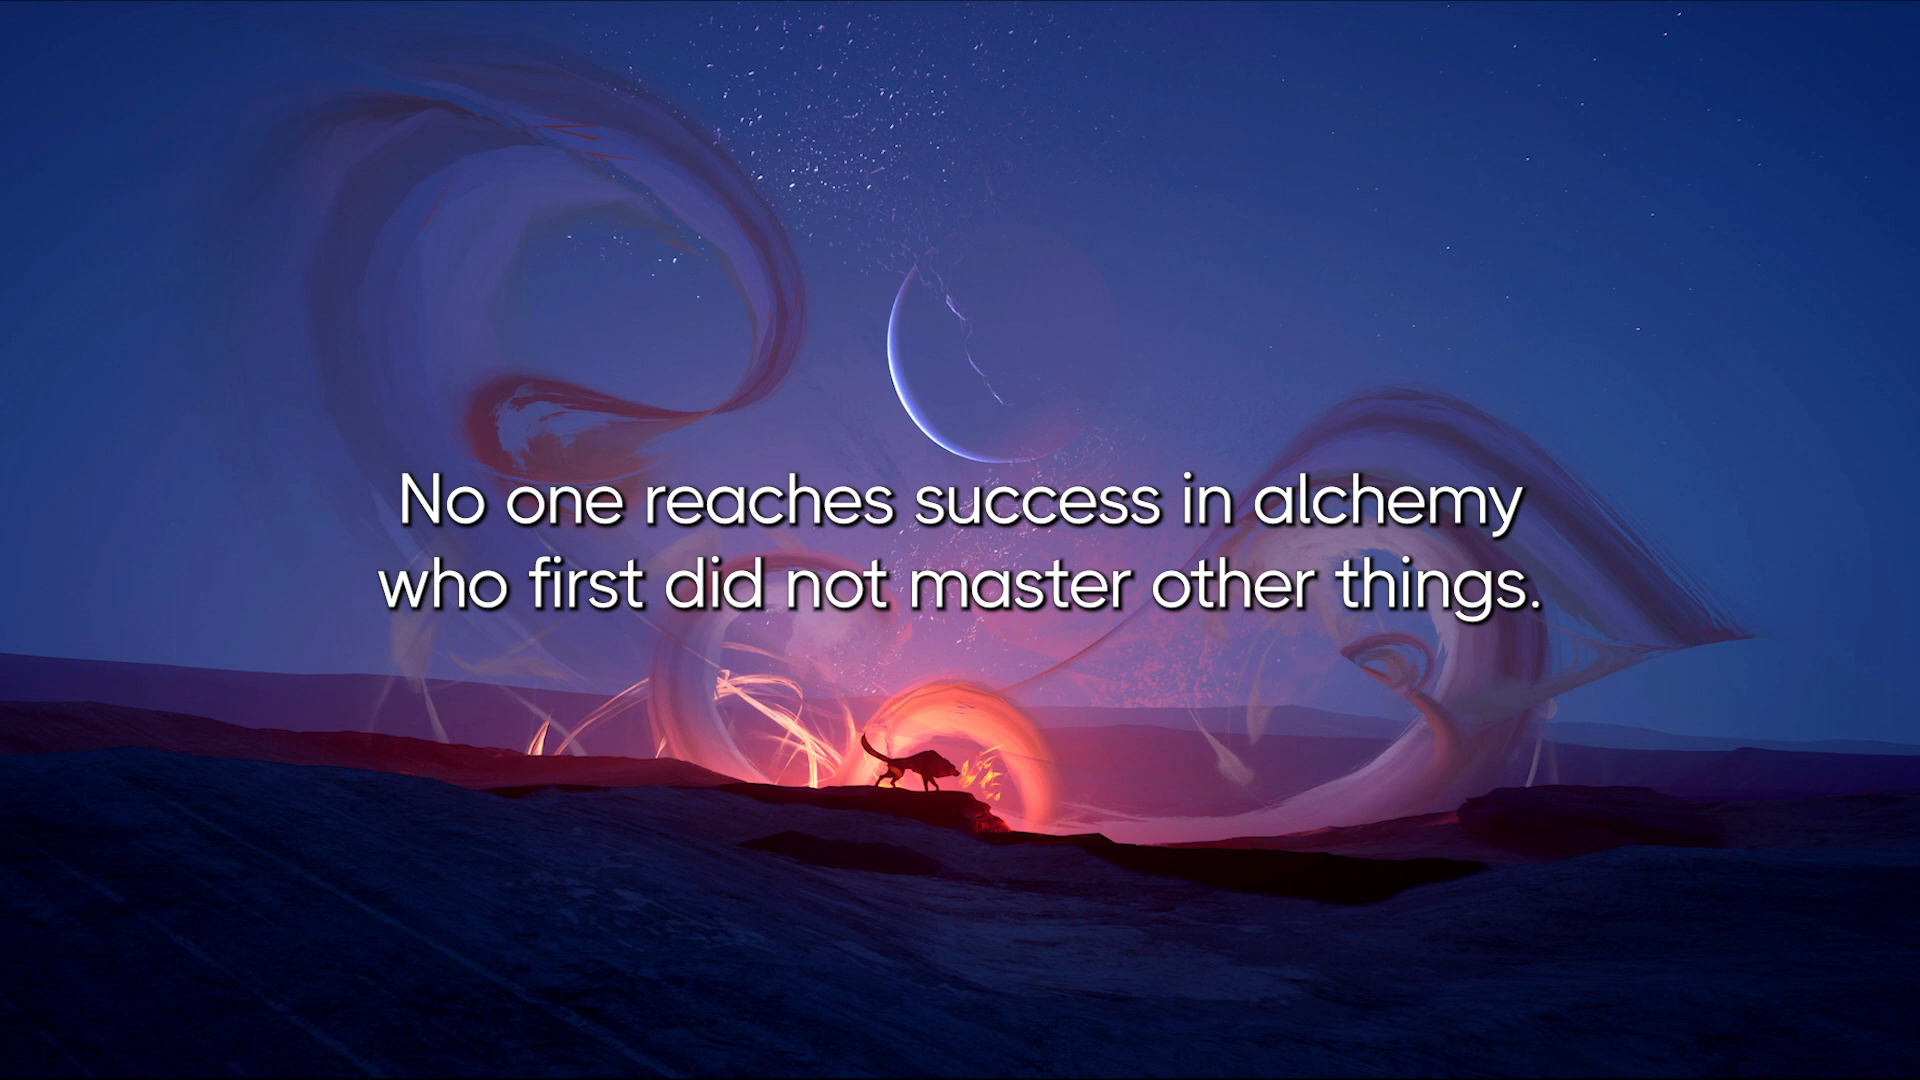 No one reaches success in alchemy
who first did not master other things.